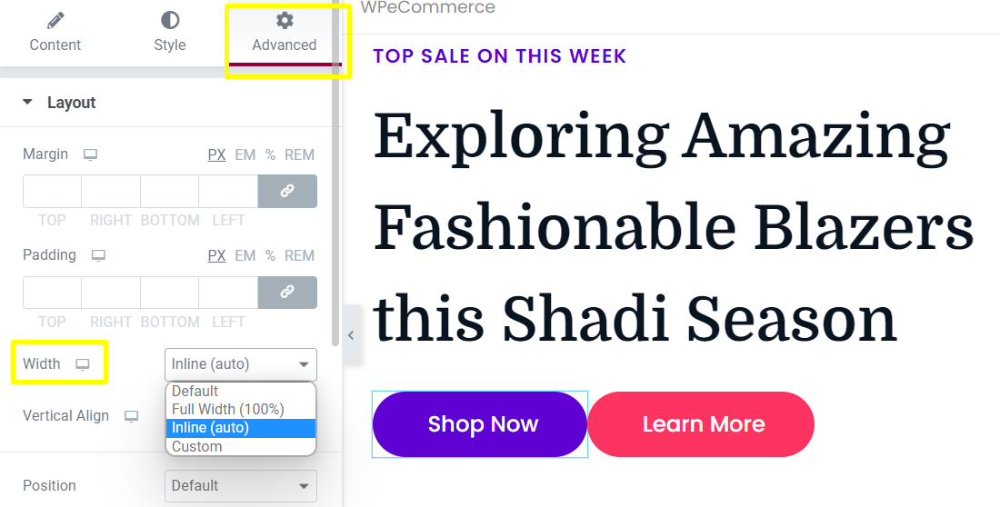 Content
Style
Advanced
Layout
Margin
PX EM % REM
TOP RIGHT BOTTOM LEFT
Padding
PX EM % REM
TOP RIGHT BOTTOM LEFT
Width
Inline (auto)
Default
Full Width (100%)
Inline (auto)
Custom
Vertical Align
Position
Default
WPeCommerce
TOP SALE ON THIS WEEK
Exploring Amazing
Fashionable Blazers
this Shadi Season
Shop Now
Learn More